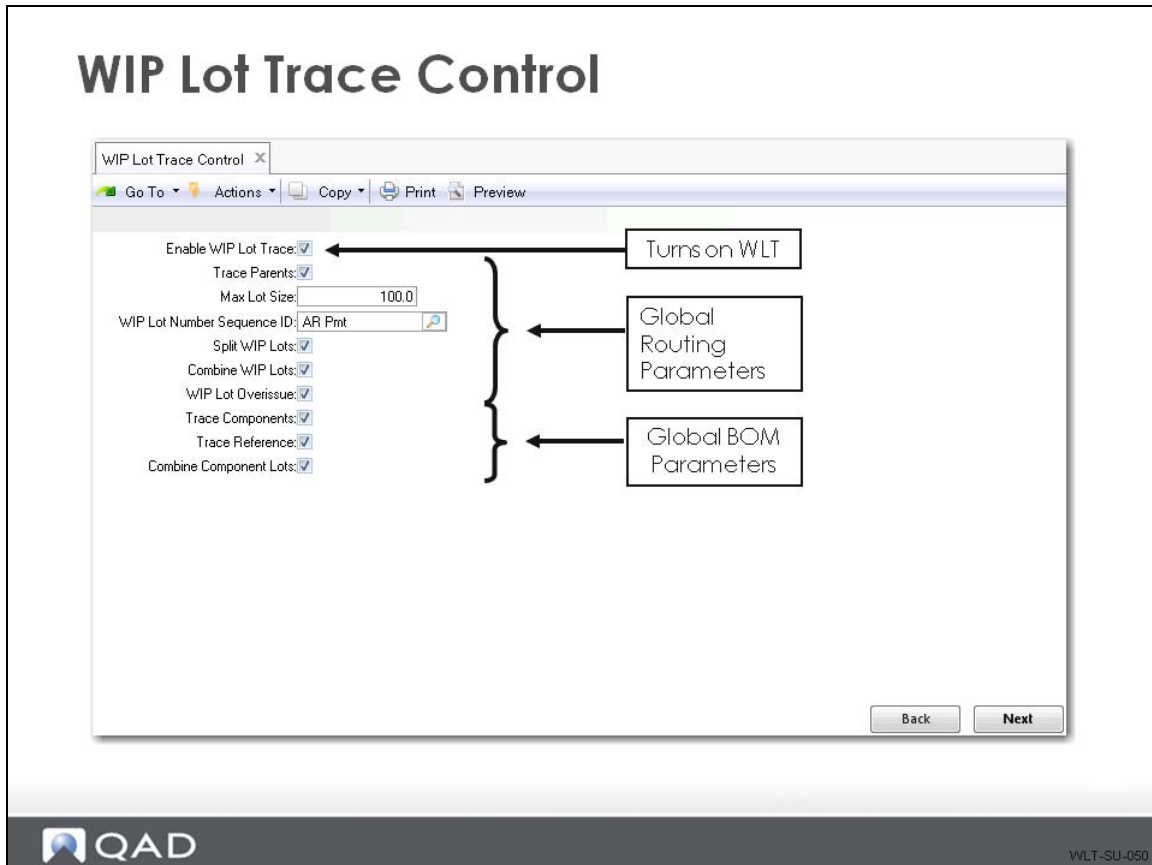 WIP Lot Trace Control
WIP Lot Trace Control
Go To Actions Copy Print Preview
Enable WIP Lot Trace:
Turns on WLT
Trace Parents:
Max Lot Size: 100.0
WIP Lot Number Sequence ID: AR Pmt
Split WIP Lots:
Combine WIP Lots:
WIP Lot Overissue:
Global
Routing
Parameters
Trace Components:
Trace Reference:
Combine Component Lots:
Global BOM
Parameters
Back Next
QAD
WLT-SU-050